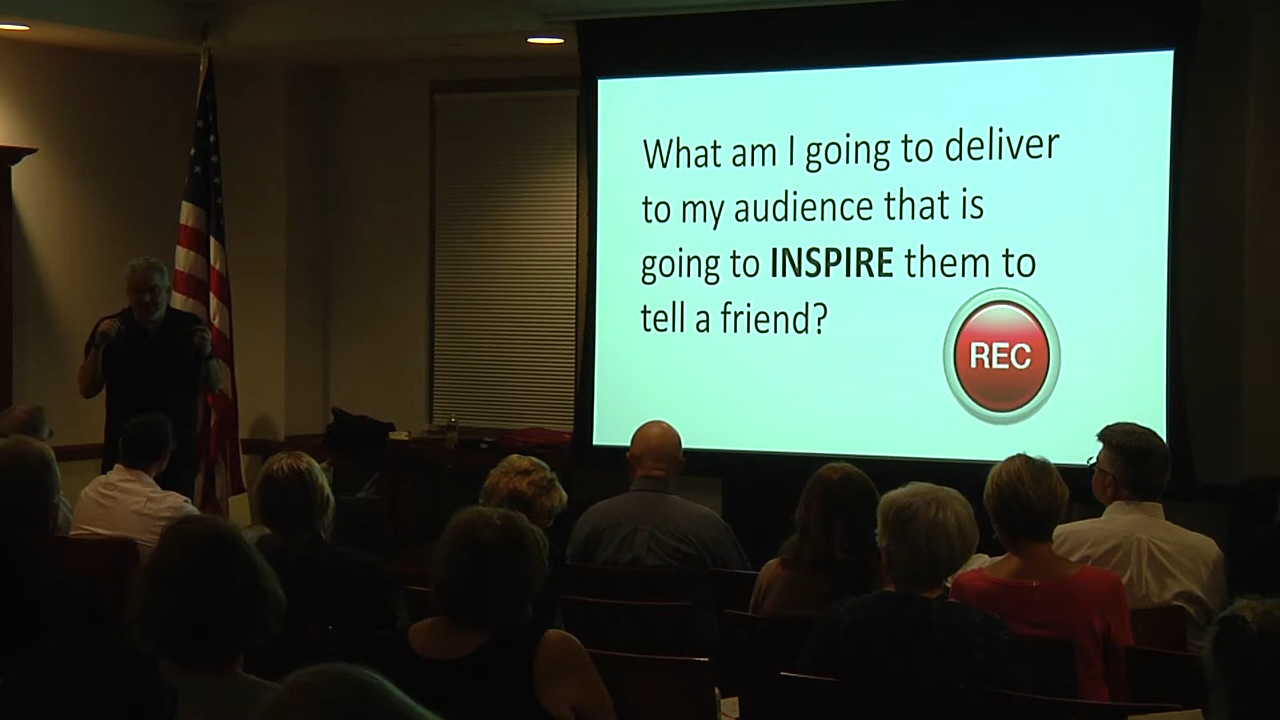 What am I going to deliver
to my audience that is
going to INSPIRE them to
tell a friend?
REC